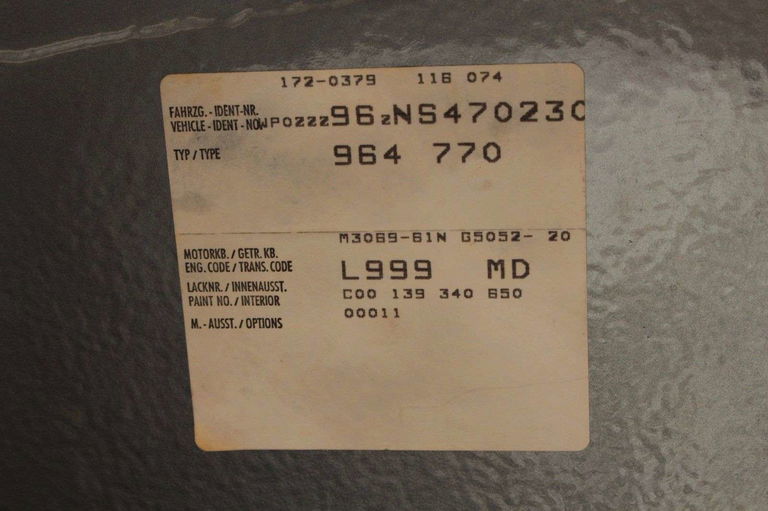 172-0379 116 074
FAHRZG.-IDENT-NR.
VEHICLE-IDENT-NO. WP0ZZZ96ZNS470230
TYP/TYPE 964 770
M3069-61N G5052- 20
MOTORKB./GETR.KB.
ENG.CODE/TRANS.CODE L999 MD
LACKNR./INNENAUSST.
PAINT NO./INTERIOR C00 139 340 650
M.-AUSST./OPTIONS 00011